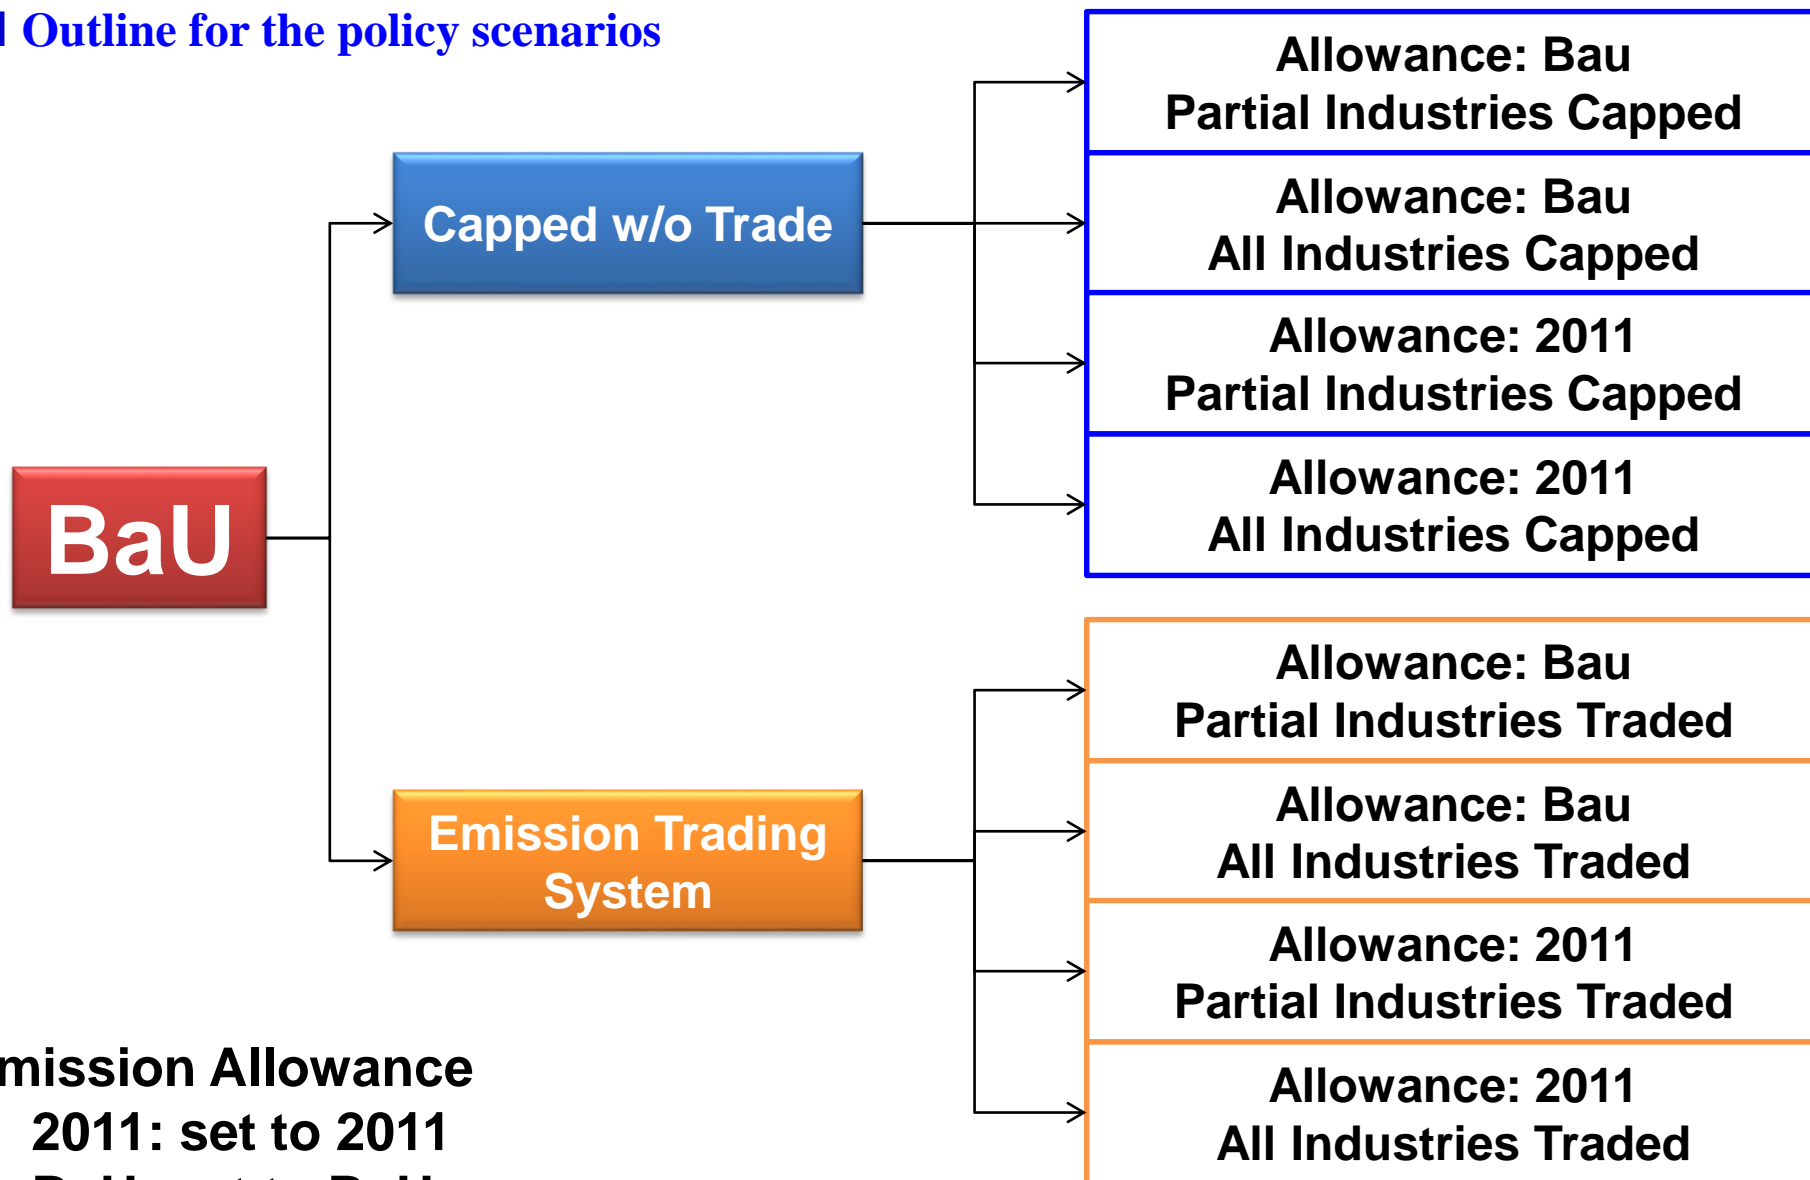 Outline for the policy scenarios
Allowance: Bau
Partial Industries Capped
Allowance: Bau
All Industries Capped
Allowance: 2011
Partial Industries Capped
Allowance: 2011
All Industries Capped
Capped w/o Trade
BaU
Emission Trading
System
Allowance: Bau
Partial Industries Traded
Allowance: Bau
All Industries Traded
Allowance: 2011
Partial Industries Traded
Allowance: 2011
All Industries Traded
mission Allowance
2011: set to 2011